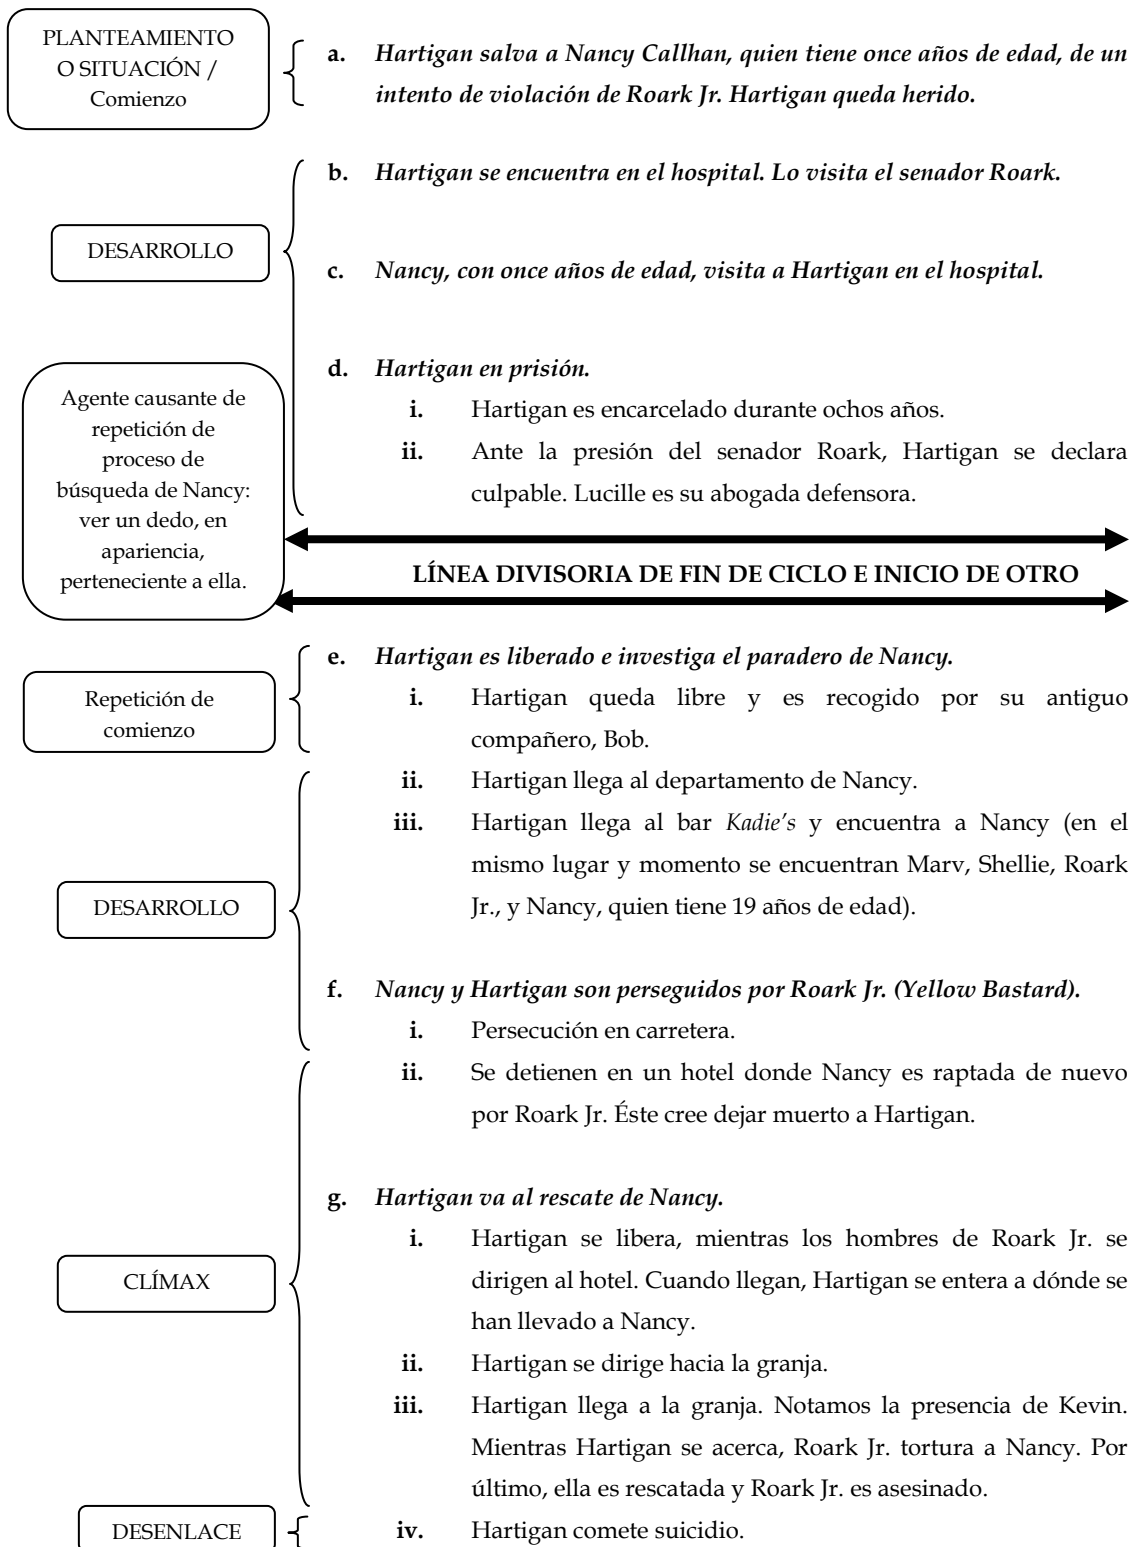 PLANTEAMIENTO
O SITUACIÓN /
Comienzo
a. Hartigan salva a Nancy Callhan, quien tiene once años de edad, de un
intento de violación de Roark Jr. Hartigan queda herido.
b. Hartigan se encuentra en el hospital. Lo visita el senador Roark.
DESARROLLO
c. Nancy, con once años de edad, visita a Hartigan en el hospital.
d. Hartigan en prisión.
i. Hartigan es encarcelado durante ochos años.
ii. Ante la presión del senador Roark, Hartigan se declara
culpable. Lucille es su abogada defensora.
Agente causante de
repetición de
proceso de
búsqueda de Nancy:
ver un dedo, en
apariencia,
perteneciente a ella.
LÍNEA DIVISORIA DE FIN DE CICLO E INICIO DE OTRO
e. Hartigan es liberado e investiga el paradero de Nancy.
Repetición de
comienzo
i. Hartigan queda libre y es recogido por su antiguo
compañero, Bob.
ii. Hartigan llega al departamento de Nancy.
iii. Hartigan llega al bar Kadie’s y encuentra a Nancy (en el
mismo lugar y momento se encuentran Marv, Shellie, Roark
Jr., y Nancy, quien tiene 19 años de edad).
DESARROLLO
f. Nancy y Hartigan son perseguidos por Roark Jr. (Yellow Bastard).
i. Persecución en carretera.
ii. Se detienen en un hotel donde Nancy es raptada de nuevo
por Roark Jr. Éste cree dejar muerto a Hartigan.
g. Hartigan va al rescate de Nancy.
i. Hartigan se libera, mientras los hombres de Roark Jr. se
dirigen al hotel. Cuando llegan, Hartigan se entera a dónde se
han llevado a Nancy.
CLÍMAX
ii. Hartigan se dirige hacia la granja.
iii. Hartigan llega a la granja. Notamos la presencia de Kevin.
Mientras Hartigan se acerca, Roark Jr. tortura a Nancy. Por
último, ella es rescatada y Roark Jr. es asesinado.
DESENLACE
iv. Hartigan comete suicidio.